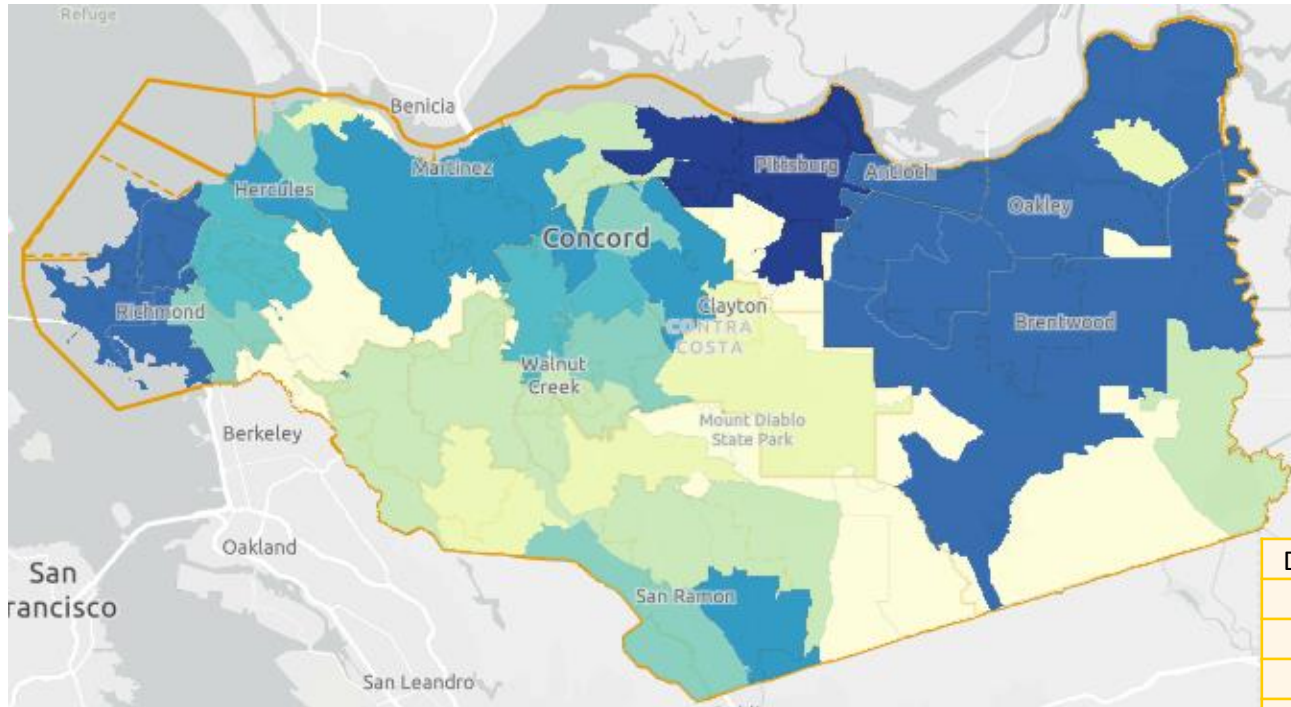 Refuge
Benicia
Martinez
Hercules
Pittsburg
Antioch
Oakley
Concord
Richmond
Clayton
CONTRA
COSTA
Brentwood
Walnut
Creek
Mount Diablo
State Park
Berkeley
Oakland
San
rancisco
San Ramon
San Leandro
D